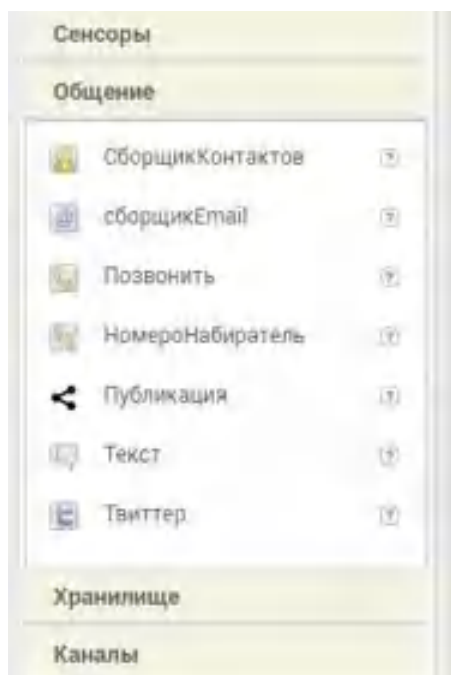 Сенсоры
Общение
СборщикКонтактов
сборщикEmail
Позвонить
НомероНабиратель
Публикация
Текст
Твиттер
Хранилище
Каналы